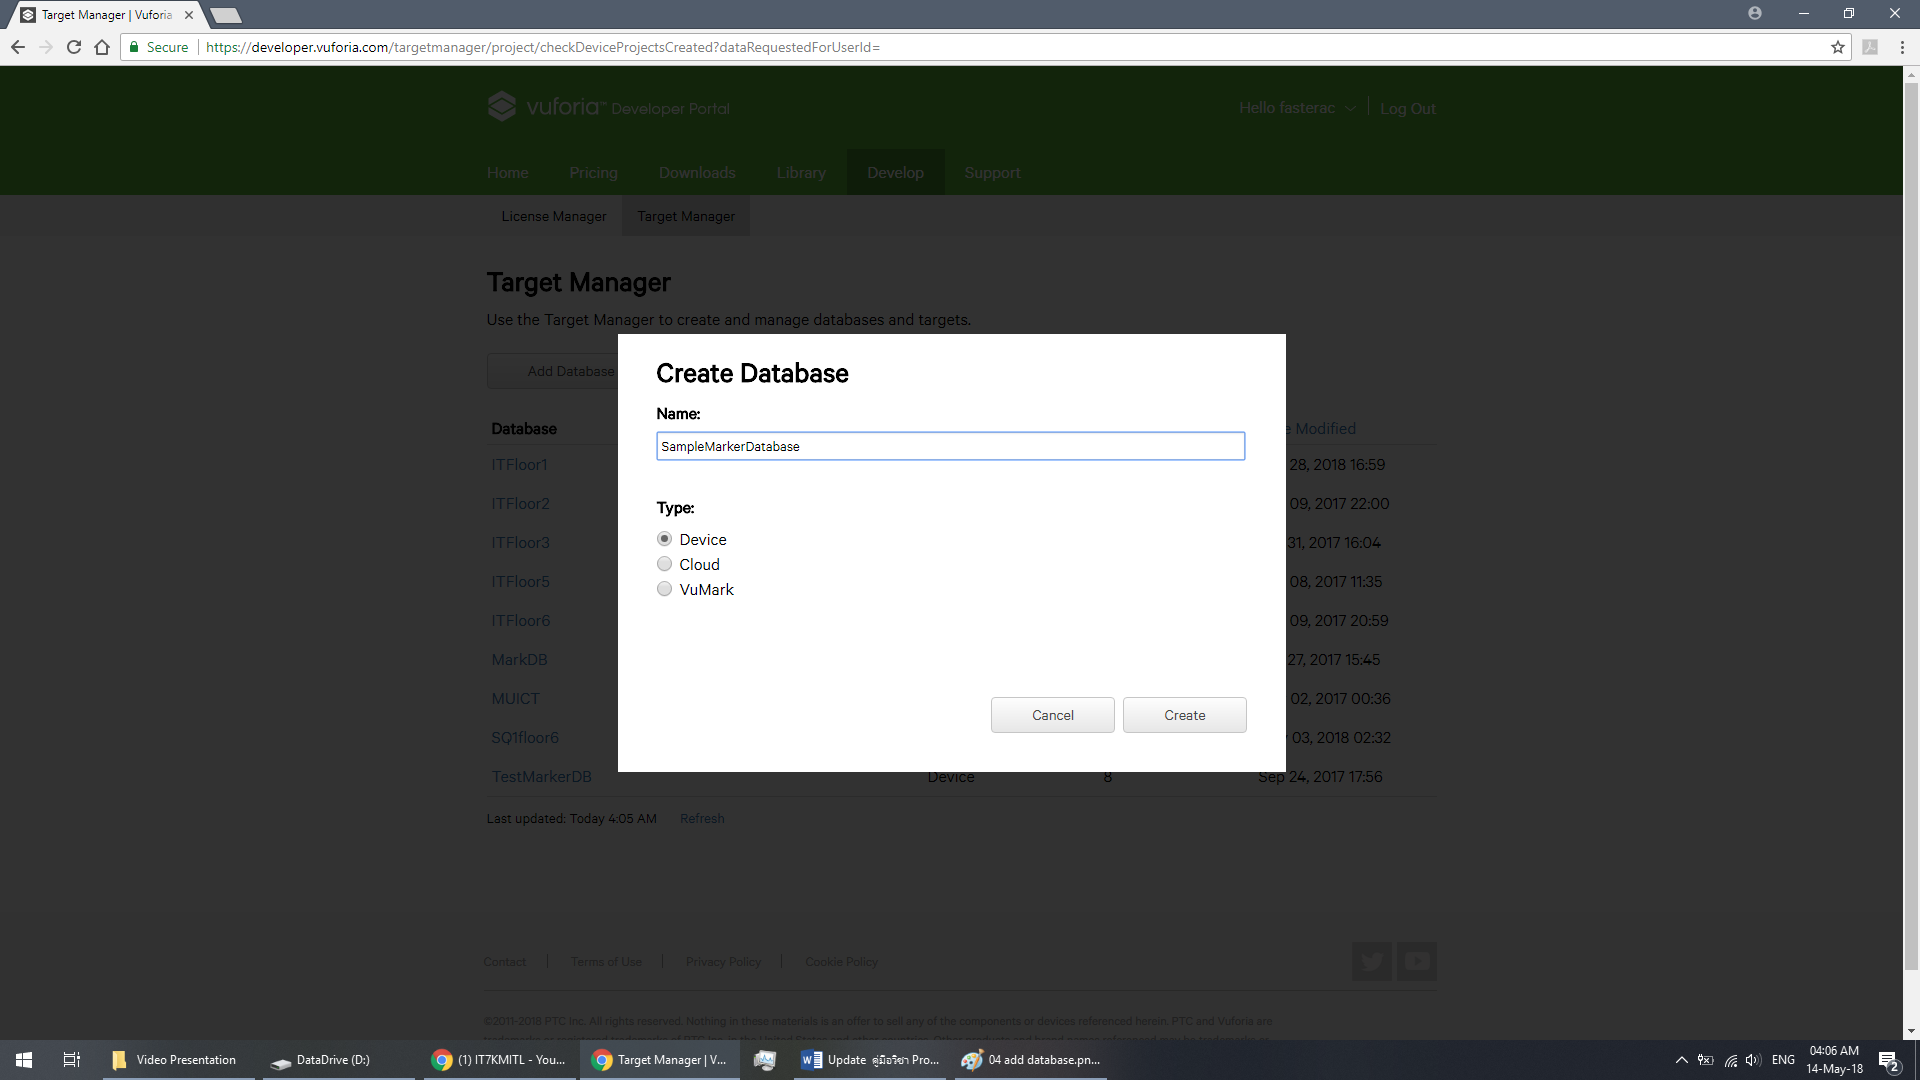 Target Manager | Vuforia
Secure | https://developer.vuforia.com/targetmanager/project/checkDeviceProjectsCreated?dataRequestedForUserId=
vuforia™ Developer Portal
Hello fasterac
Log Out
Home Pricing Downloads Library Develop Support
License Manager Target Manager
Target Manager
Use the Target Manager to create and manage databases and targets.
Add Database
Create Database
Name:
SampleMarkerDatabase
Type:
Device
Cloud
VuMark
Cancel Create
Database Modified
ITFloor1 28, 2018 16:59
ITFloor2 09, 2017 22:00
ITFloor3 31, 2017 16:04
ITFloor5 08, 2017 11:35
ITFloor6 09, 2017 20:59
MarkDB 27, 2017 15:45
MUICT 02, 2017 00:36
SQ1floor6 03, 2018 02:32
TestMarkerDB Device 8 Sep 24, 2017 17:56
Last updated: Today 4:05 AM Refresh
Contact | Terms of Use | Privacy Policy | Cookie Policy
©2011-2018 PTC Inc. All rights reserved. Nothing in these materials is an offer to sell any of the components or devices referenced herein. PTC and Vuforia are
Video Presentation
DataDrive (D:)
(1) IT7KMITL - You...
Target Manager | V...
Update คู่มือวิชา Pro...
04 add database.pn...
ENG
04:06 AM
14-May-18
2